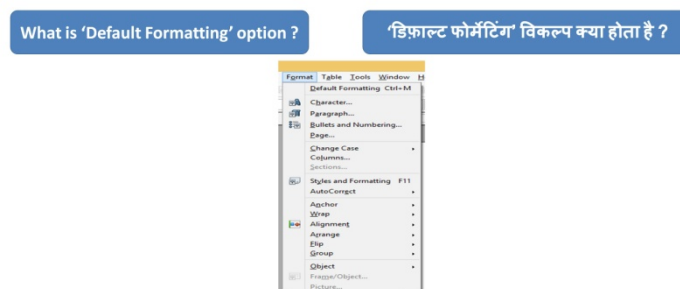 What is ‘Default Formatting’ option ?
‘डिफ़ाल्ट फोर्मेटिंग’ विकल्प क्या होता है ?
Format Table Tools Window H
Default Formatting Ctrl+M
Character...
Paragraph...
Bullets and Numbering...
Page...
Change Case
Columns...
Sections...
Styles and Formatting F11
AutoCorrect
Anchor
Wrap
Alignment
Arrange
Flip
Group
Object
Frame/Object...
Picture...